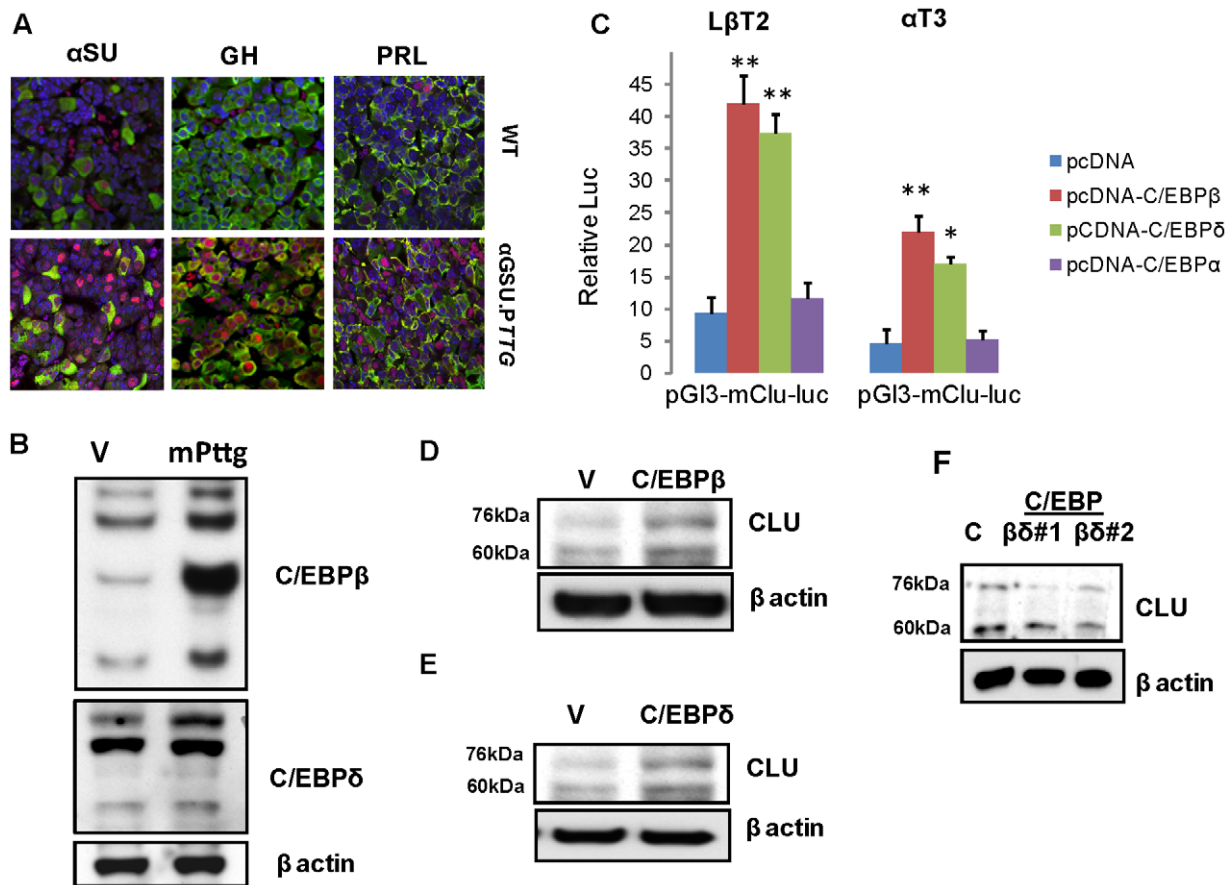 A
αSU GH PRL
WT
αGSU.PTTG
B
V mPttg
C/EBPβ
C/EBPδ
β actin
C
LβT2 αT3
Relative Luc
45
40
35
30
25
20
15
10
5
0
** **
** *
pGl3-mClu-luc pGl3-mClu-luc
pcDNA
pcDNA-C/EBPβ
pCDNA-C/EBPδ
pcDNA-C/EBPα
D
V C/EBPβ
76kDa
60kDa
CLU
β actin
E
V C/EBPδ
76kDa
60kDa
CLU
β actin
F
C/EBP
C βδ#1 βδ#2
76kDa
60kDa
CLU
β actin